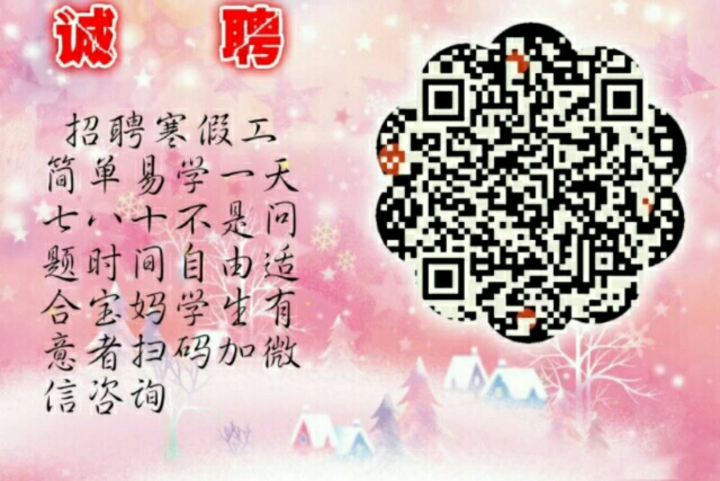 诚 聘
招聘寒假工
简单易学一天
七八十不是问
题时间自由适
合宝妈学生有
意者扫码加微
信咨询